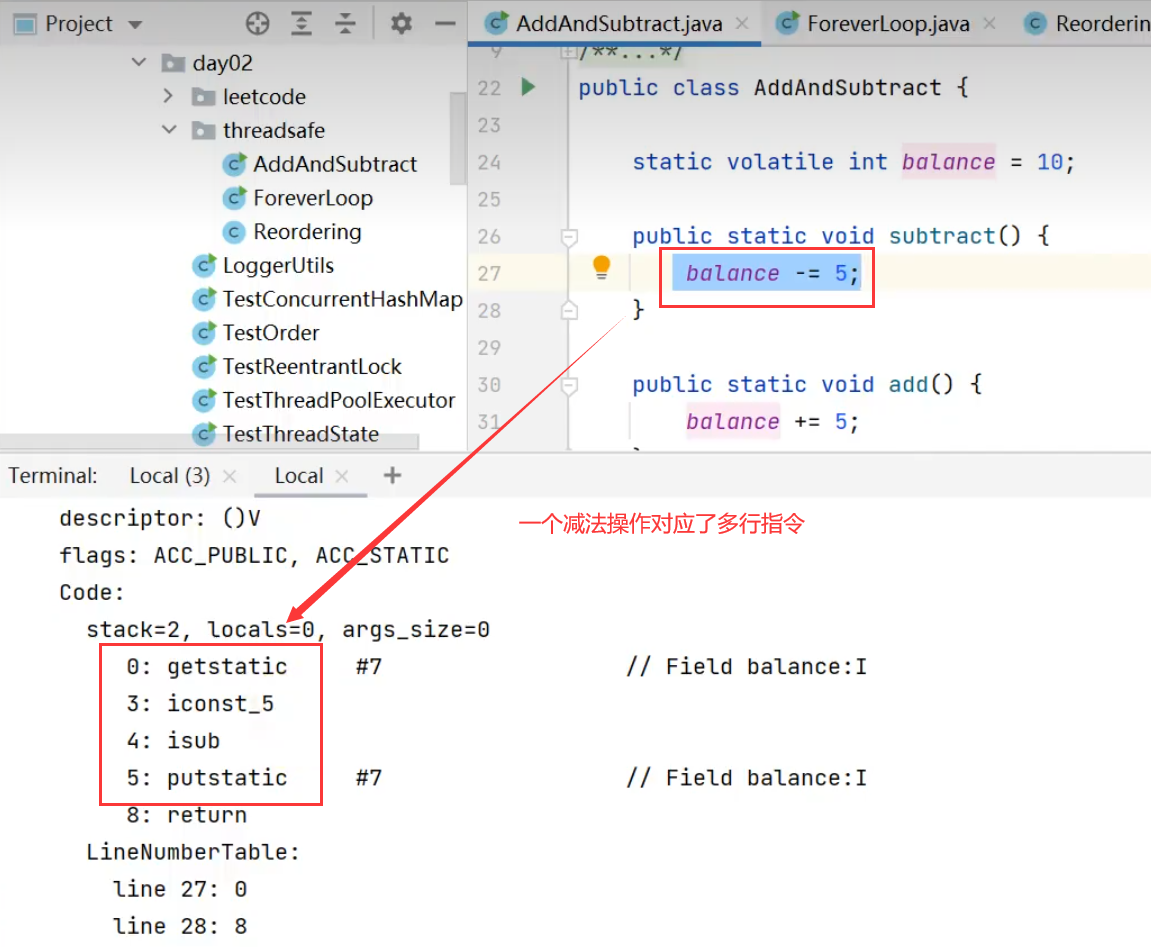 Project
AddAndSubtract.java
ForeverLoop.java
Reorderin
day02
leetcode
threadsafe
AddAndSubtract
ForeverLoop
Reordering
LoggerUtils
TestConcurrentHashMap
TestOrder
TestReentrantLock
TestThreadPoolExecutor
TestThreadState
9 /**...*/
22 public class AddAndSubtract {
23
24 static volatile int balance = 10;
25
26 public static void subtract() {
27 balance -= 5;
28 }
29
30 public static void add() {
31 balance += 5;
Terminal: Local (3) Local
descriptor: ()V
一个减法操作对应了多行指令
flags: ACC_PUBLIC, ACC_STATIC
Code:
stack=2, locals=0, args_size=0
0: getstatic #7 // Field balance:I
3: iconst_5
4: isub
5: putstatic #7 // Field balance:I
8: return
LineNumberTable:
line 27: 0
line 28: 8